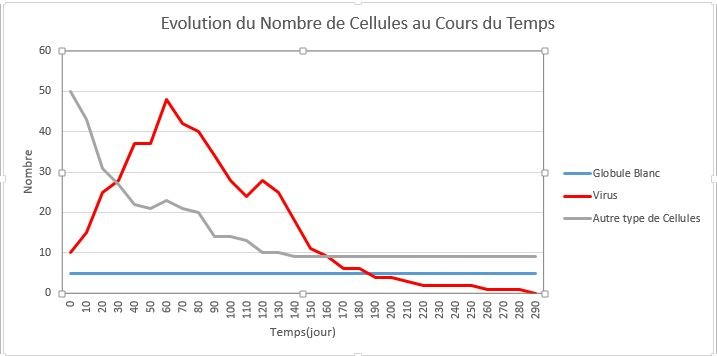 Evolution du Nombre de Cellules au Cours du Temps
60
50
40
30
20
10
0
Nombre
0 10 20 30 40 50 60 70 80 90 100 110 120 130 140 150 160 170 180 190 200 210 220 230 240 250 260 270 280 290
Temps(jour)
Globule Blanc
Virus
Autre type de Cellules